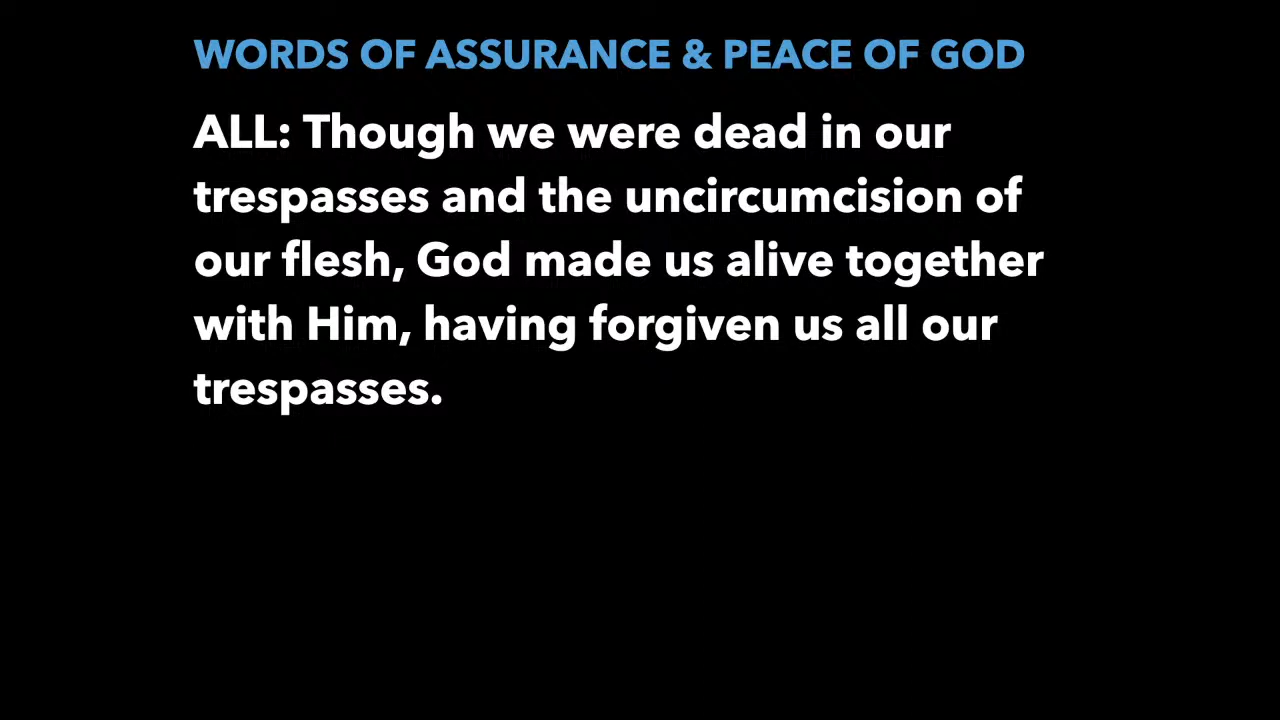 WORDS OF ASSURANCE & PEACE OF GOD
ALL: Though we were dead in our
trespasses and the uncircumcision of
our flesh, God made us alive together
with Him, having forgiven us all our
trespasses.